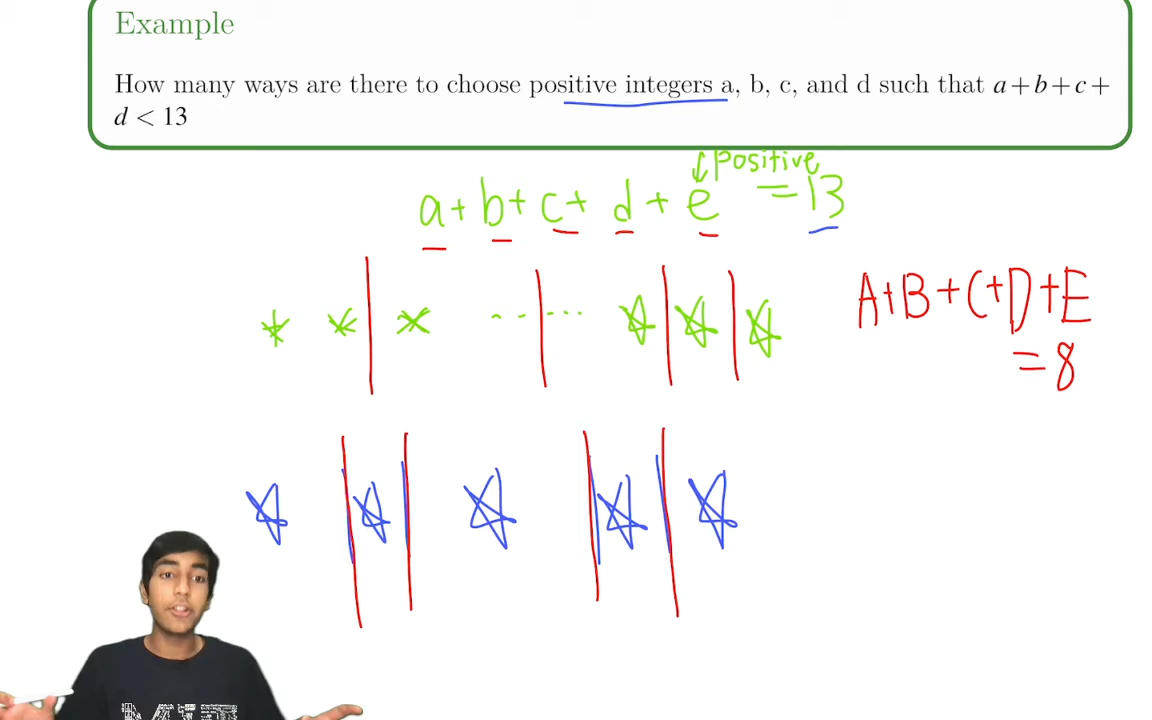 Example
How many ways are there to choose positive integers a, b, c, and d such that a+b+c+
d < 13
positive
a+b+c+d+e=13
A+B+C+D+E
=8